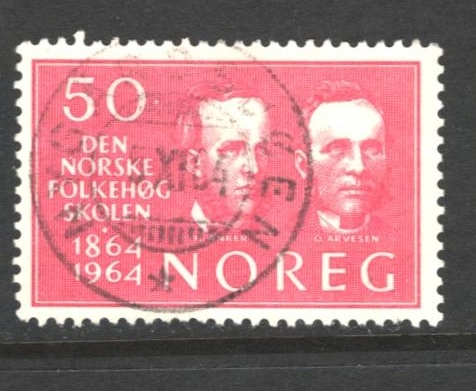 50
DEN
NORSKE
FOLKEHØG
SKOLEN
1864
1964
O. ARVESEN
NOREG